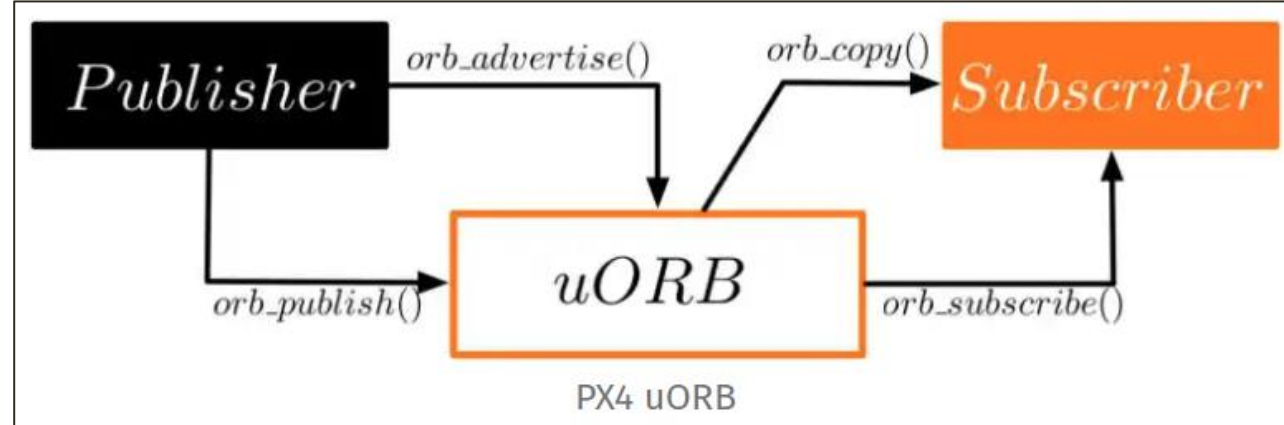 Publisher
orb_advertise()
orb_copy()
Subscriber
orb_publish()
uORB
orb_subscribe()
PX4 uORB